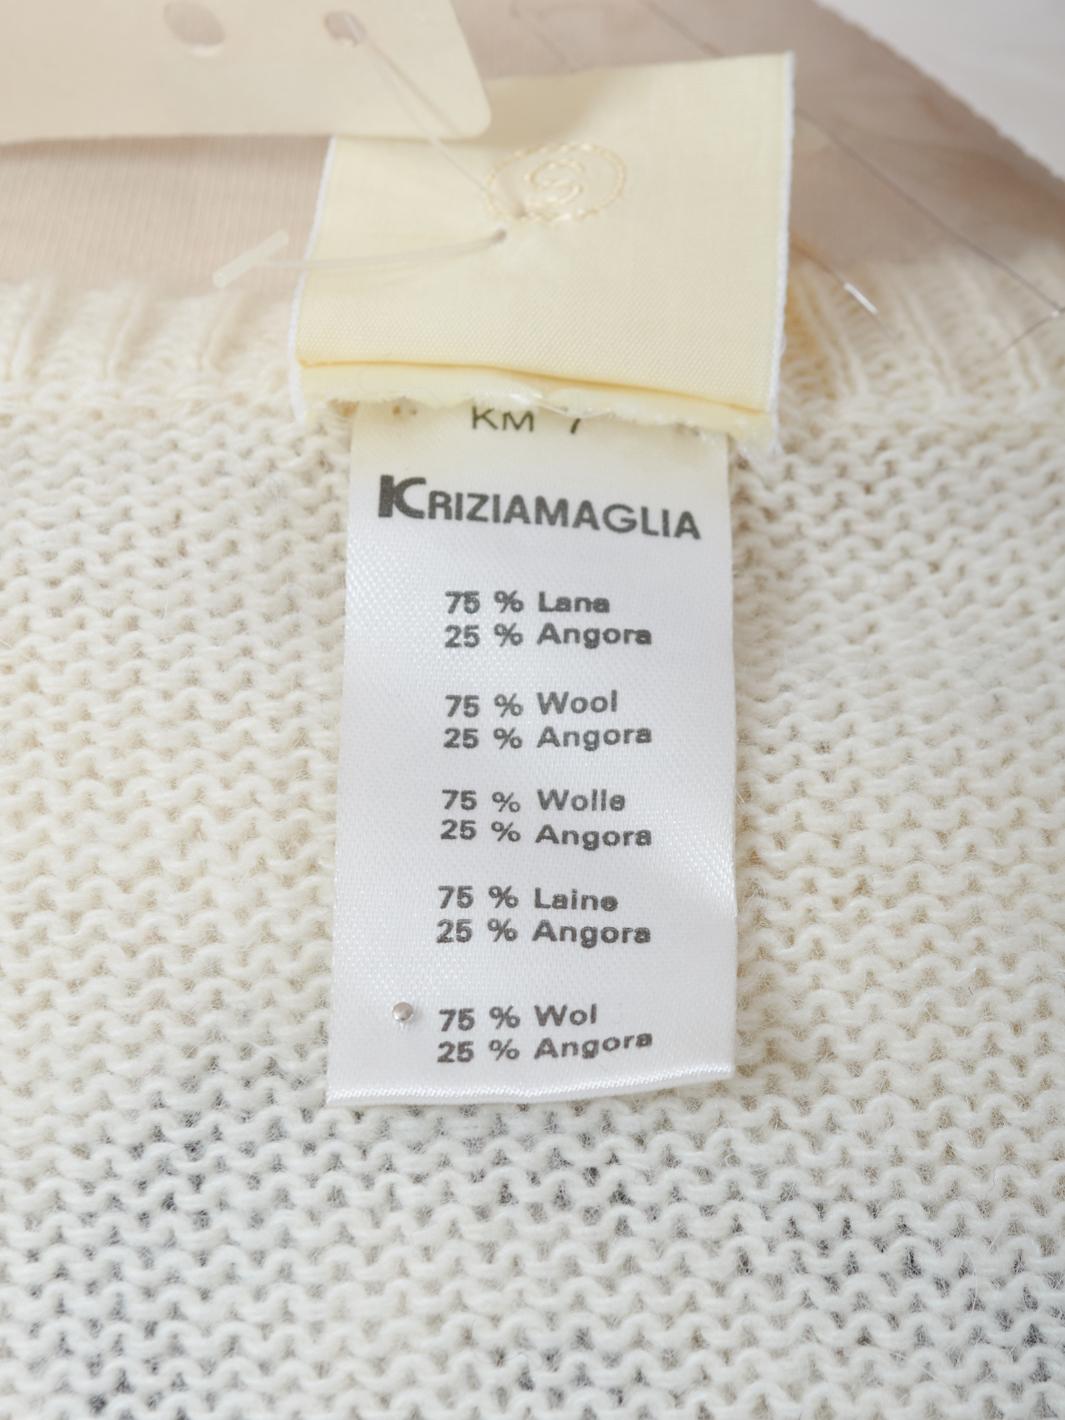 S
KM 7
KRIZIAMAGLIA
75 % Lana
25 % Angora
75 % Wool
25 % Angora
75 % Wolle
25 % Angora
75 % Laine
25 % Angora
75 % Wol
25 % Angora